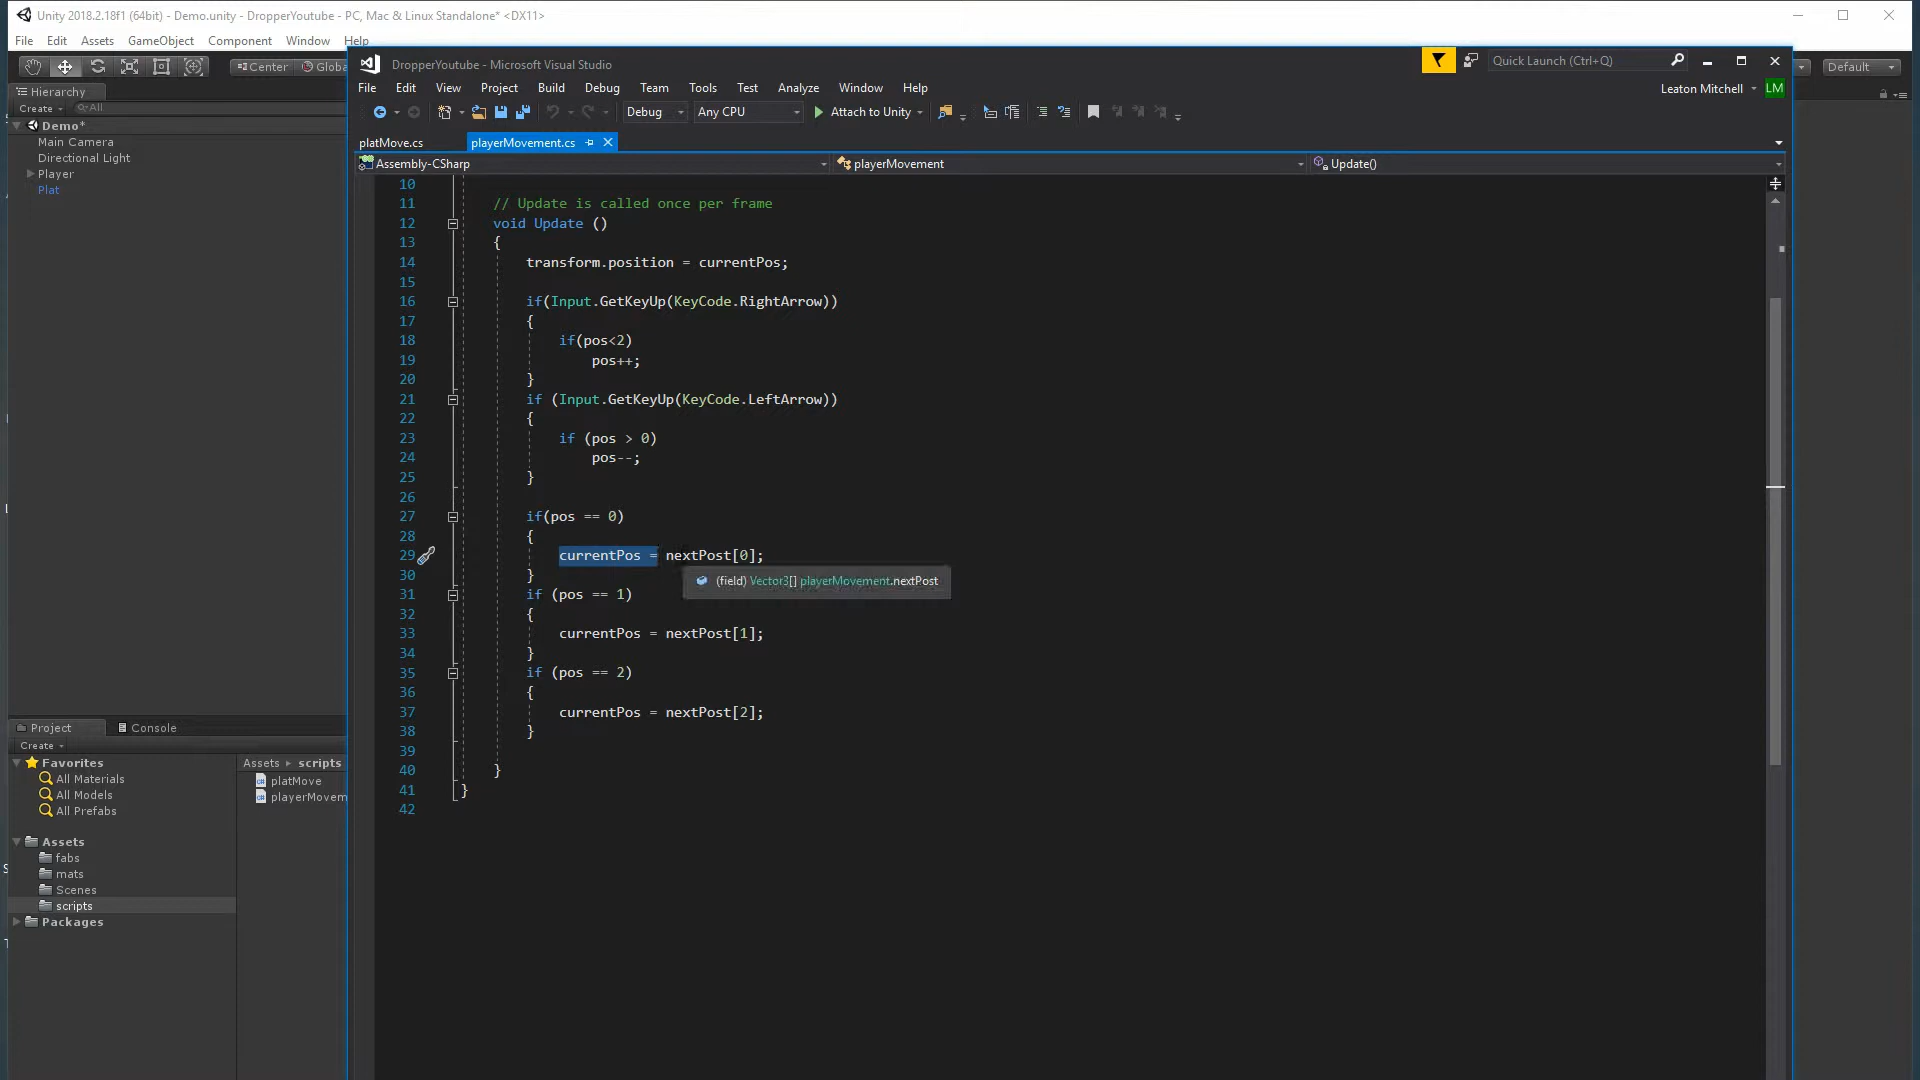 Unity 2018.2.18f1 (64bit) - Demo.unity - DropperYoutube - PC, Mac & Linux Standalone* <DX11>
File Edit Assets GameObject Component Window Help
Center Globa
Default
Hierarchy
Create All
Demo*
Main Camera
Directional Light
Player
Plat
Project Console
Create
Favorites
All Materials
All Models
All Prefabs
Assets
fabs
mats
Scenes
scripts
Packages
Assets scripts
platMove
playerMovem
DropperYoutube - Microsoft Visual Studio
Quick Launch (Ctrl+Q)
File Edit View Project Build Debug Team Tools Test Analyze Window Help
Leaton Mitchell LM
Debug Any CPU Attach to Unity
platMove.cs playerMovement.cs
Assembly-CSharp playerMovement Update()
10
11 // Update is called once per frame
12 void Update ()
13 {
14 transform.position = currentPos;
15
16 if(Input.GetKeyUp(KeyCode.RightArrow))
17 {
18 if(pos<2)
19 pos++;
20 }
21 if (Input.GetKeyUp(KeyCode.LeftArrow))
22 {
23 if (pos > 0)
24 pos--;
25 }
26
27 if(pos == 0)
28 {
29 currentPos = nextPost[0];
30 }
(field) Vector3[] playerMovement.nextPost
31 if (pos == 1)
32 {
33 currentPos = nextPost[1];
34 }
35 if (pos == 2)
36 {
37 currentPos = nextPost[2];
38 }
39
40 }
41 }
42